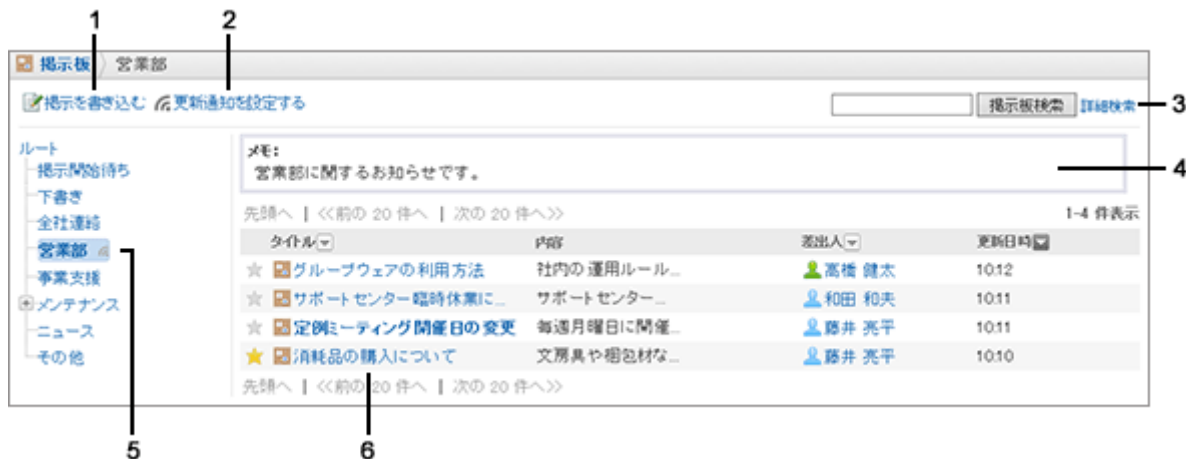 1 2
掲示板 営業部
掲示を書き込む 更新通知を設定する 掲示板検索 詳細検索 3
ルート
掲示開始待ち
下書き
全社連絡
営業部
事業支援
メンテナンス
ニュース
その他
メモ:
営業部に関するお知らせです。 4
先頭へ | <<前の 20 件へ | 次の 20 件へ>> 1-4 件表示
タイトル 内容 差出人 更新日時
グループウェアの利用方法 社内の運用ルール... 高橋 健太 10:12
サポートセンター臨時休業に... サポートセンター... 和田 和夫 10:11
定例ミーティング開催日の変更 毎週月曜日に開催... 藤井 亮平 10:11
消耗品の購入について 文房具や梱包材な... 藤井 亮平 10:10
先頭へ | <<前の 20 件へ | 次の 20 件へ>>
5 6